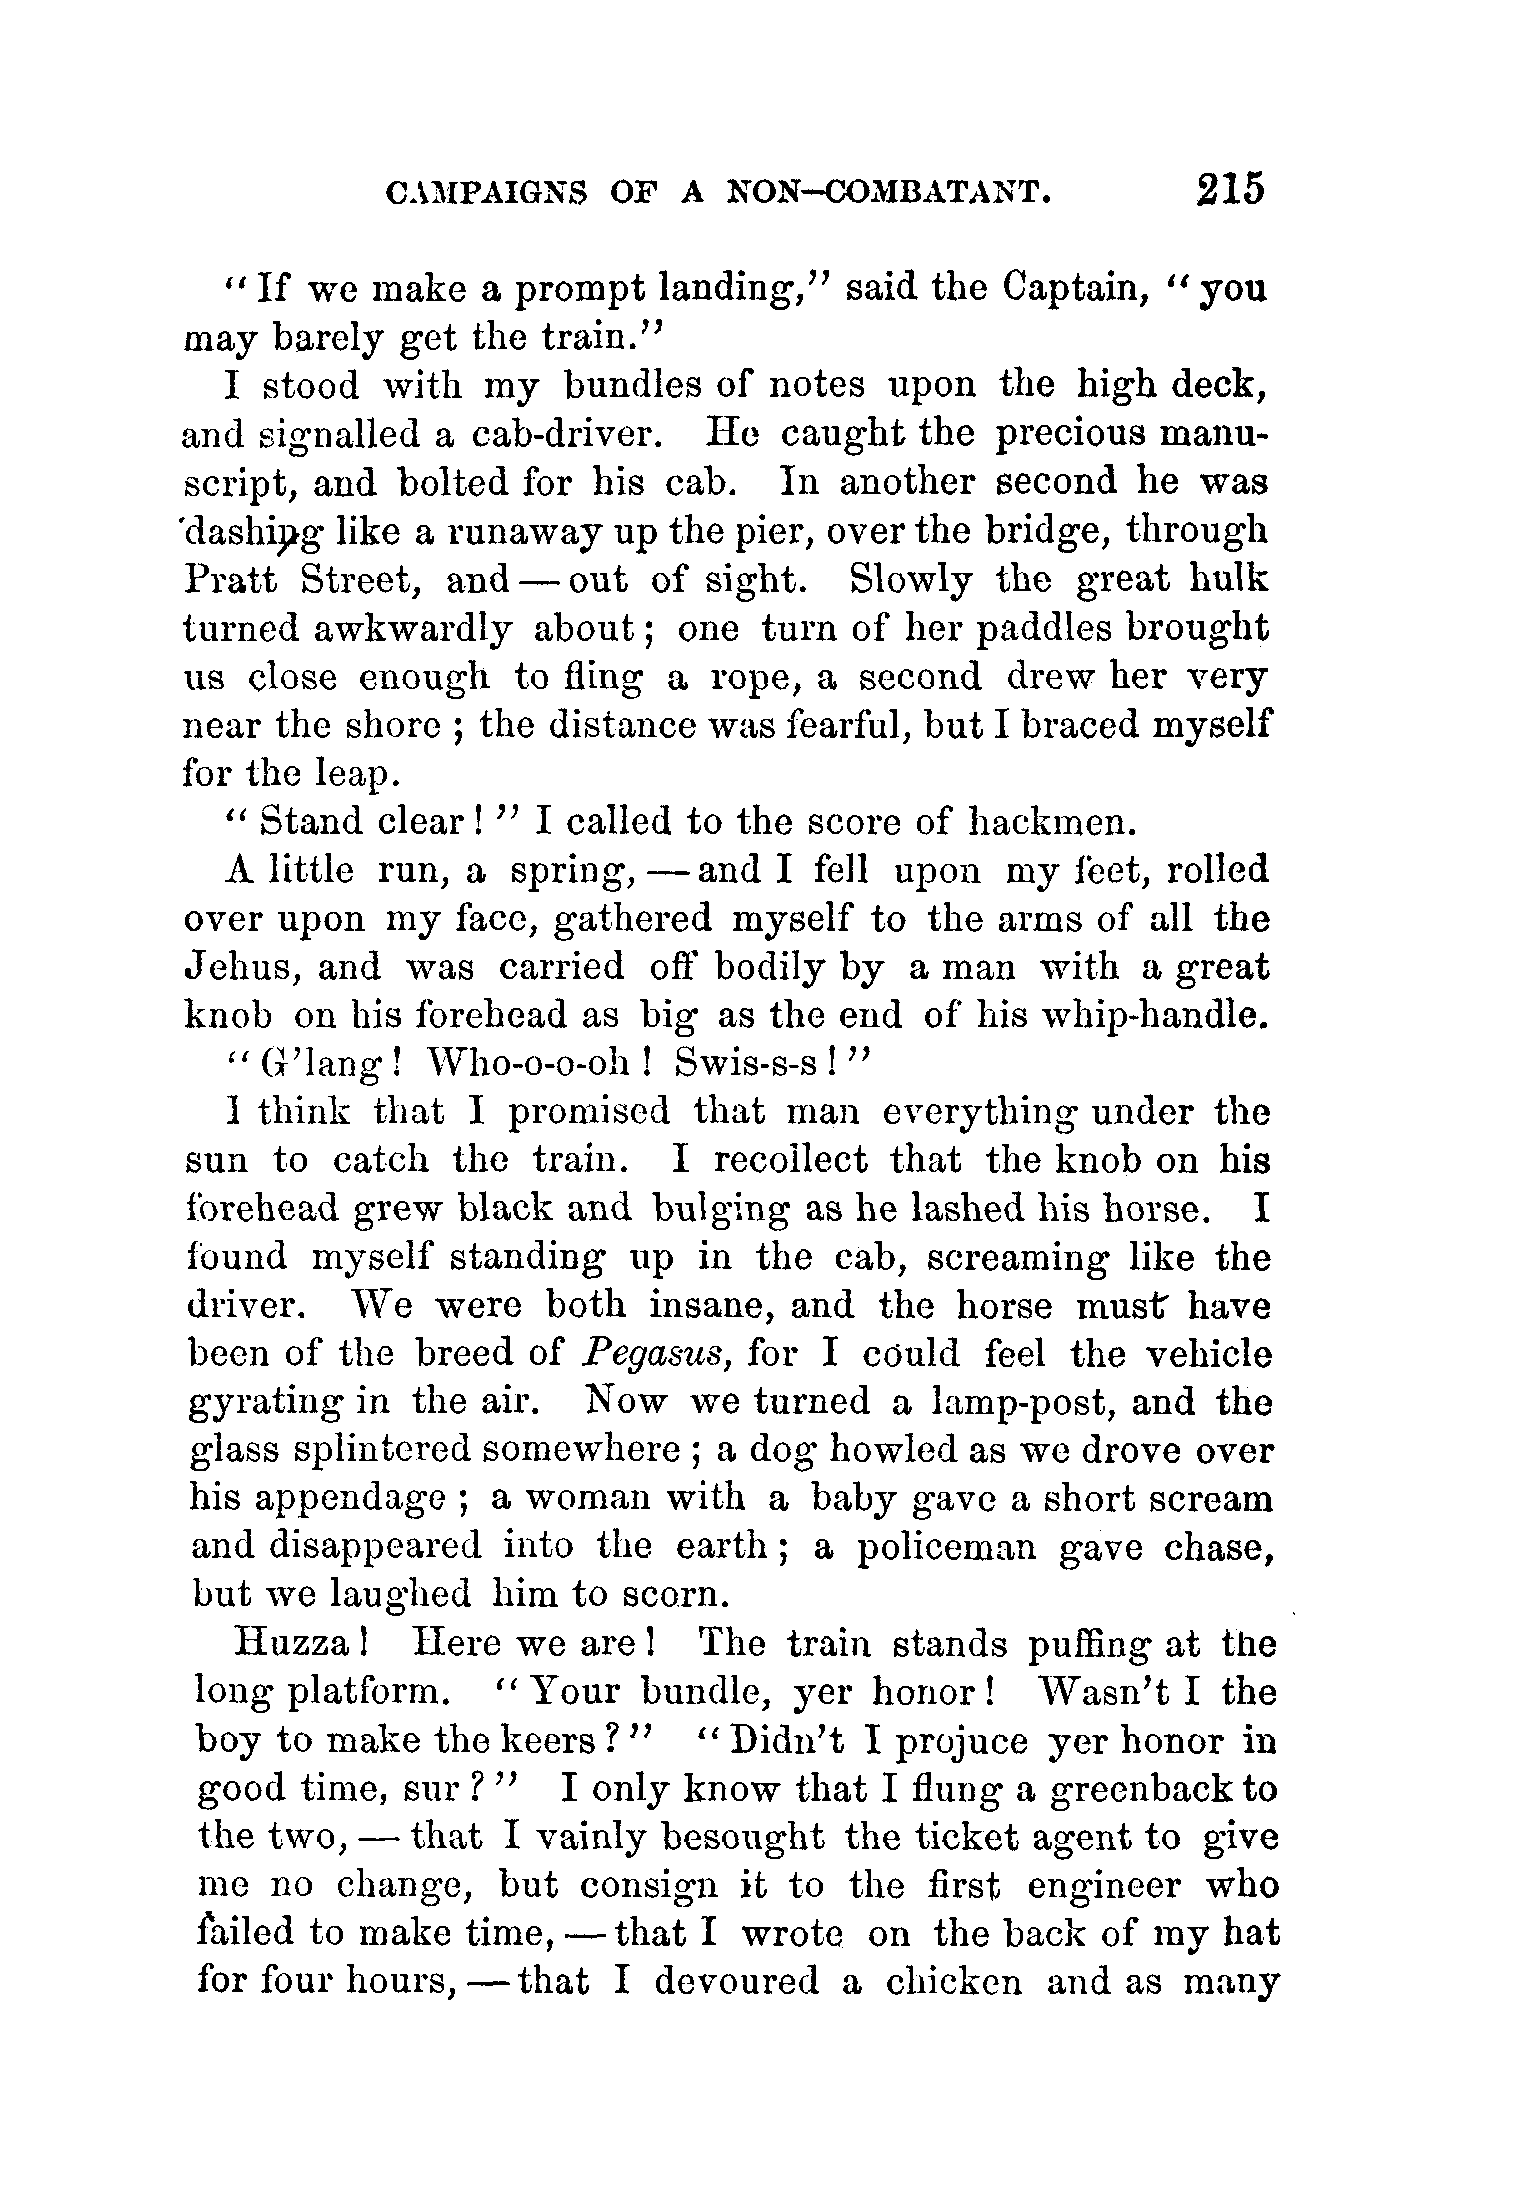 CAMPAIGNS OF A NON-COMBATANT. 215
“If we make a prompt landing,” said the Captain, “you
may barely get the train.”
I stood with my bundles of notes upon the high deck,
and signalled a cab-driver. He caught the precious manu-
script, and bolted for his cab. In another second he was
dashing like a runaway up the pier, over the bridge, through
Pratt Street, and — out of sight. Slowly the great hulk
turned awkwardly about; one turn of her paddles brought
us close enough to fling a rope, a second drew her very
near the shore; the distance was fearful, but I braced myself
for the leap.
“Stand clear!” I called to the score of hackmen.
A little run, a spring, — and I fell upon my feet, rolled
over upon my face, gathered myself to the arms of all the
Jehus, and was carried off bodily by a man with a great
knob on his forehead as big as the end of his whip-handle.
“G’lang! Who-o-o-oh! Swis-s-s!”
I think that I promised that man everything under the
sun to catch the train. I recollect that the knob on his
forehead grew black and bulging as he lashed his horse. I
found myself standing up in the cab, screaming like the
driver. We were both insane, and the horse must have
been of the breed of Pegasus, for I could feel the vehicle
gyrating in the air. Now we turned a lamp-post, and the
glass splintered somewhere; a dog howled as we drove over
his appendage; a woman with a baby gave a short scream
and disappeared into the earth; a policeman gave chase,
but we laughed him to scorn.
Huzza! Here we are! The train stands puffing at the
long platform. “Your bundle, yer honor! Wasn’t I the
boy to make the keers?” “Didn’t I projuce yer honor in
good time, sur?” I only know that I flung a greenback to
the two, — that I vainly besought the ticket agent to give
me no change, but consign it to the first engineer who
failed to make time, — that I wrote on the back of my hat
for four hours, — that I devoured a chicken and as many